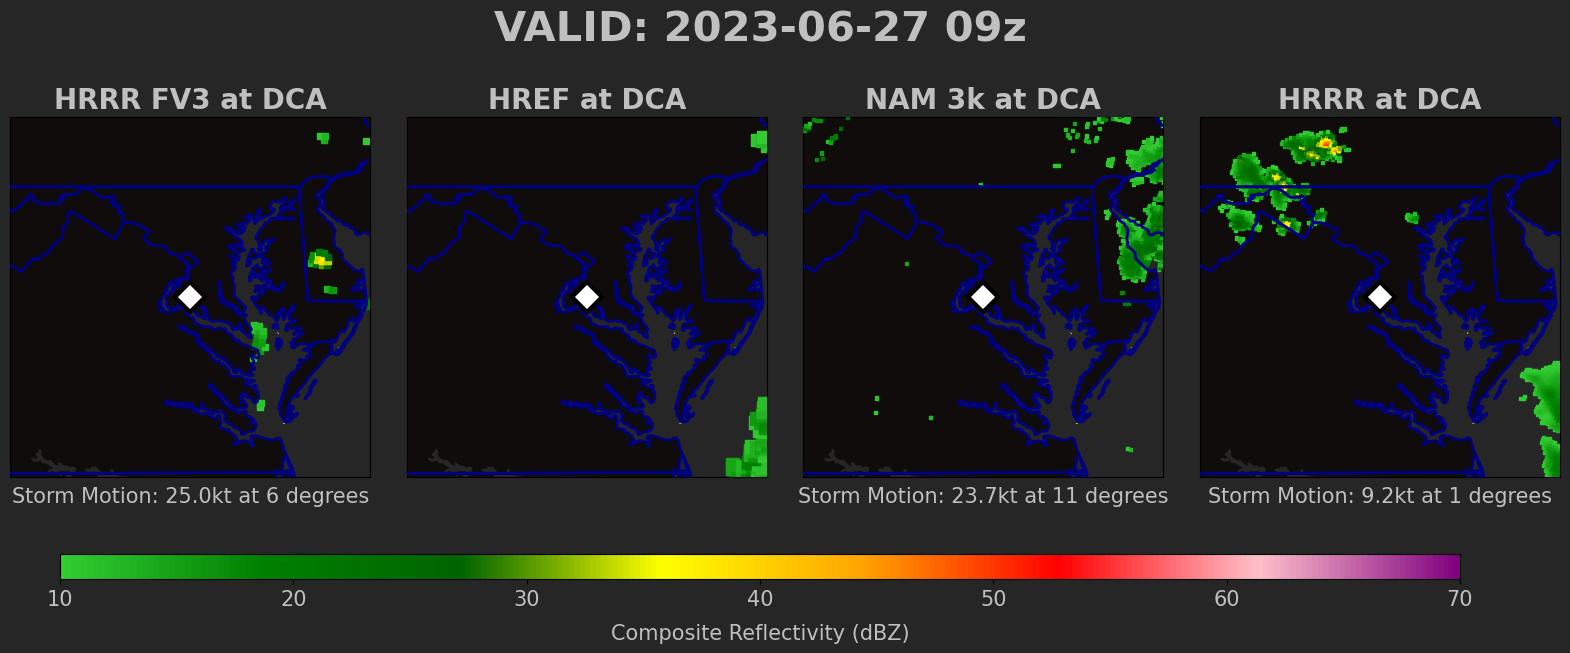 VALID: 2023-06-27 09z
HRRR FV3 at DCA
HREF at DCA
NAM 3k at DCA
HRRR at DCA
Storm Motion: 25.0kt at 6 degrees
Storm Motion: 23.7kt at 11 degrees
Storm Motion: 9.2kt at 1 degrees
10 20 30 40 50 60 70
Composite Reflectivity (dBZ)